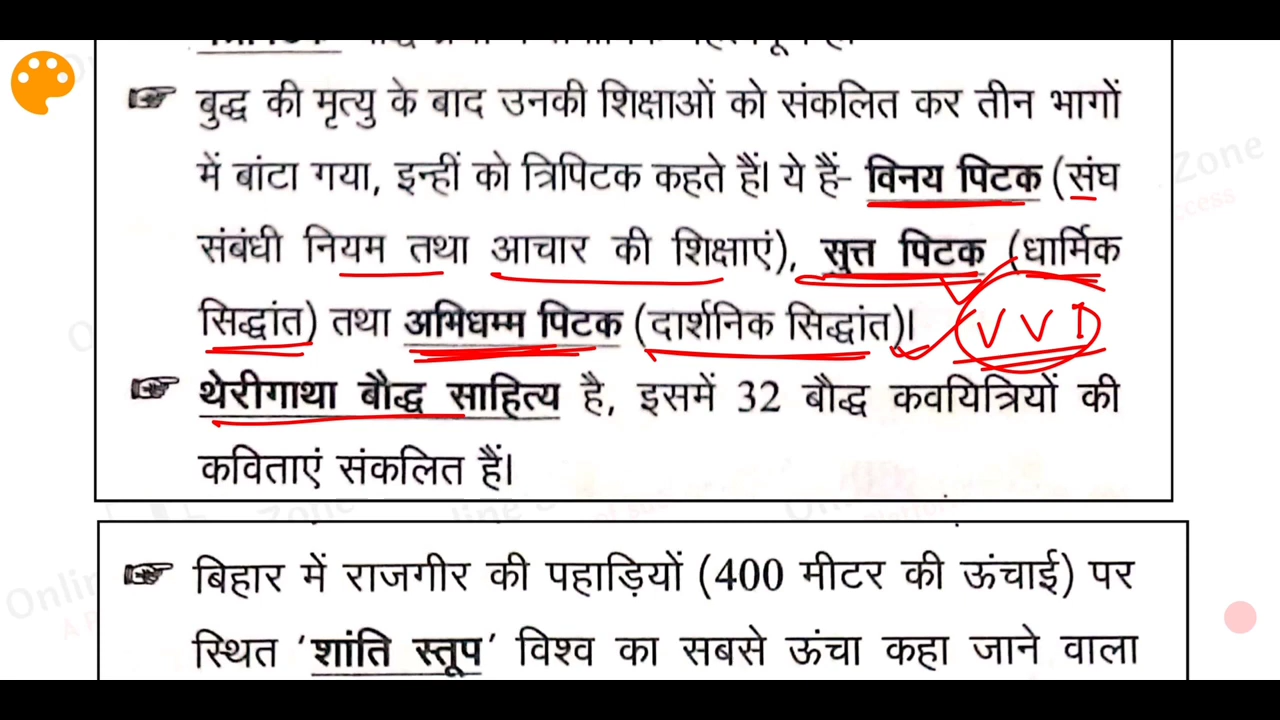 बुद्ध की मृत्यु के बाद उनकी शिक्षाओं को संकलित कर तीन भागों
में बांटा गया, इन्हीं को त्रिपिटक कहते हैं। ये हैं- विनय पिटक (संघ
संबंधी नियम तथा आचार की शिक्षाएं), सुत्त पिटक (धार्मिक
सिद्धांत) तथा अभिधम्म पिटक (दार्शनिक सिद्धांत)।
V V I
थेरीगाथा बौद्ध साहित्य है, इसमें 32 बौद्ध कवयित्रियों की
कविताएं संकलित हैं।
बिहार में राजगीर की पहाड़ियों (400 मीटर की ऊंचाई) पर
स्थित ‘शांति स्तूप’ विश्व का सबसे ऊंचा कहा जाने वाला